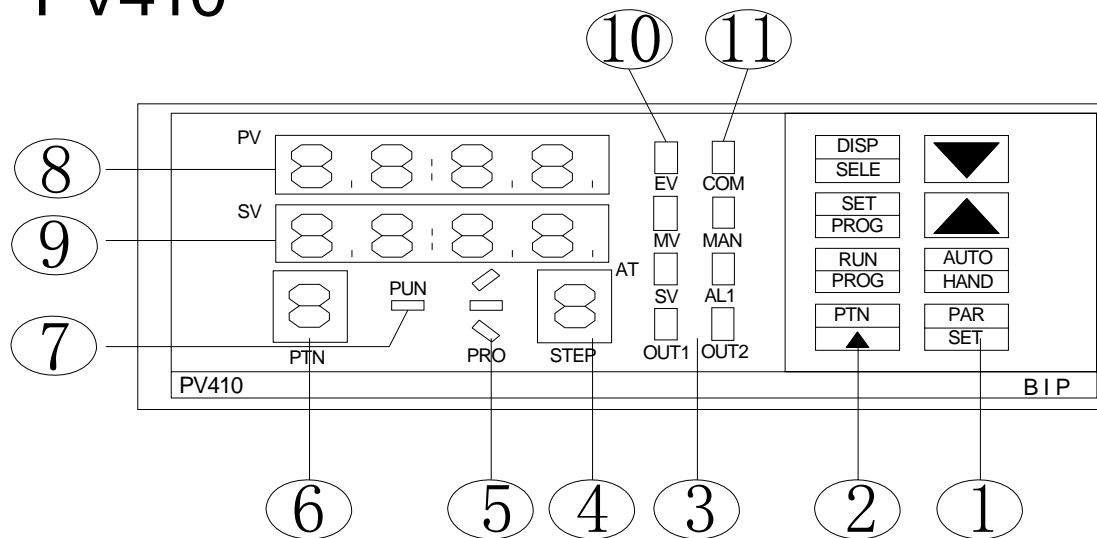 PV410
10 11
PV
DISP
SELE
8
EV COM
SV
SET
PROG
9
MV MAN
AT
RUN
PROG
AUTO
HAND
PUN
SV AL1
7
PTN
PAR
SET
PTN PRO STEP OUT1 OUT2
PV410 BIP
6 5 4 3 2 1